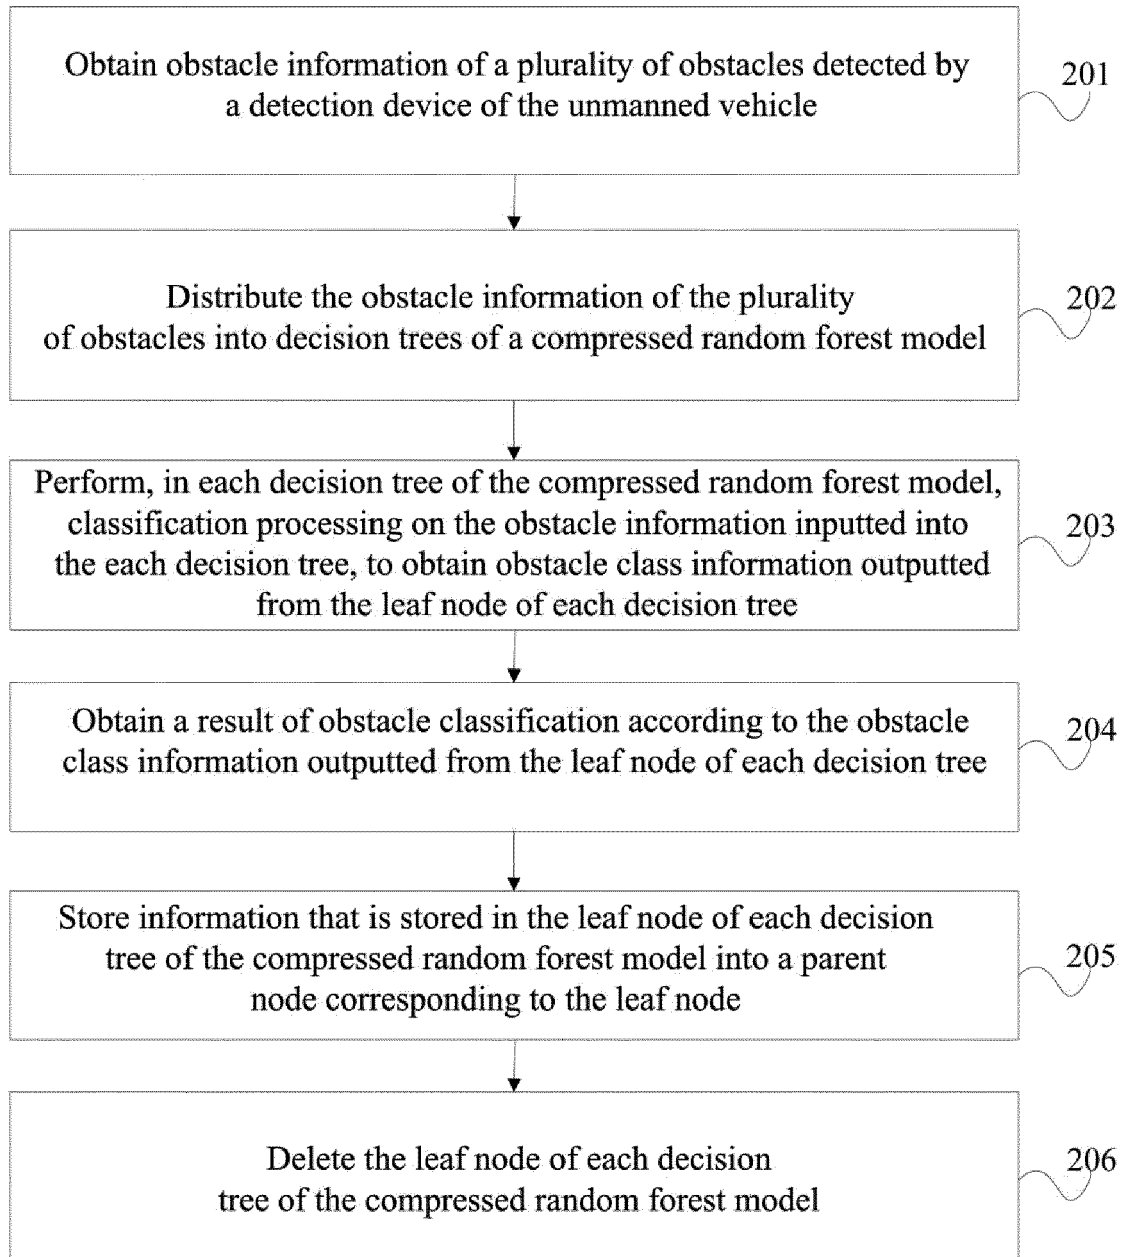 Obtain obstacle information of a plurality of obstacles detected by
a detection device of the unmanned vehicle
201
Distribute the obstacle information of the plurality
of obstacles into decision trees of a compressed random forest model
202
Perform, in each decision tree of the compressed random forest model,
classification processing on the obstacle information inputted into
the each decision tree, to obtain obstacle class information outputted
from the leaf node of each decision tree
203
Obtain a result of obstacle classification according to the obstacle
class information outputted from the leaf node of each decision tree
204
Store information that is stored in the leaf node of each decision
tree of the compressed random forest model into a parent
node corresponding to the leaf node
205
Delete the leaf node of each decision
tree of the compressed random forest model
206